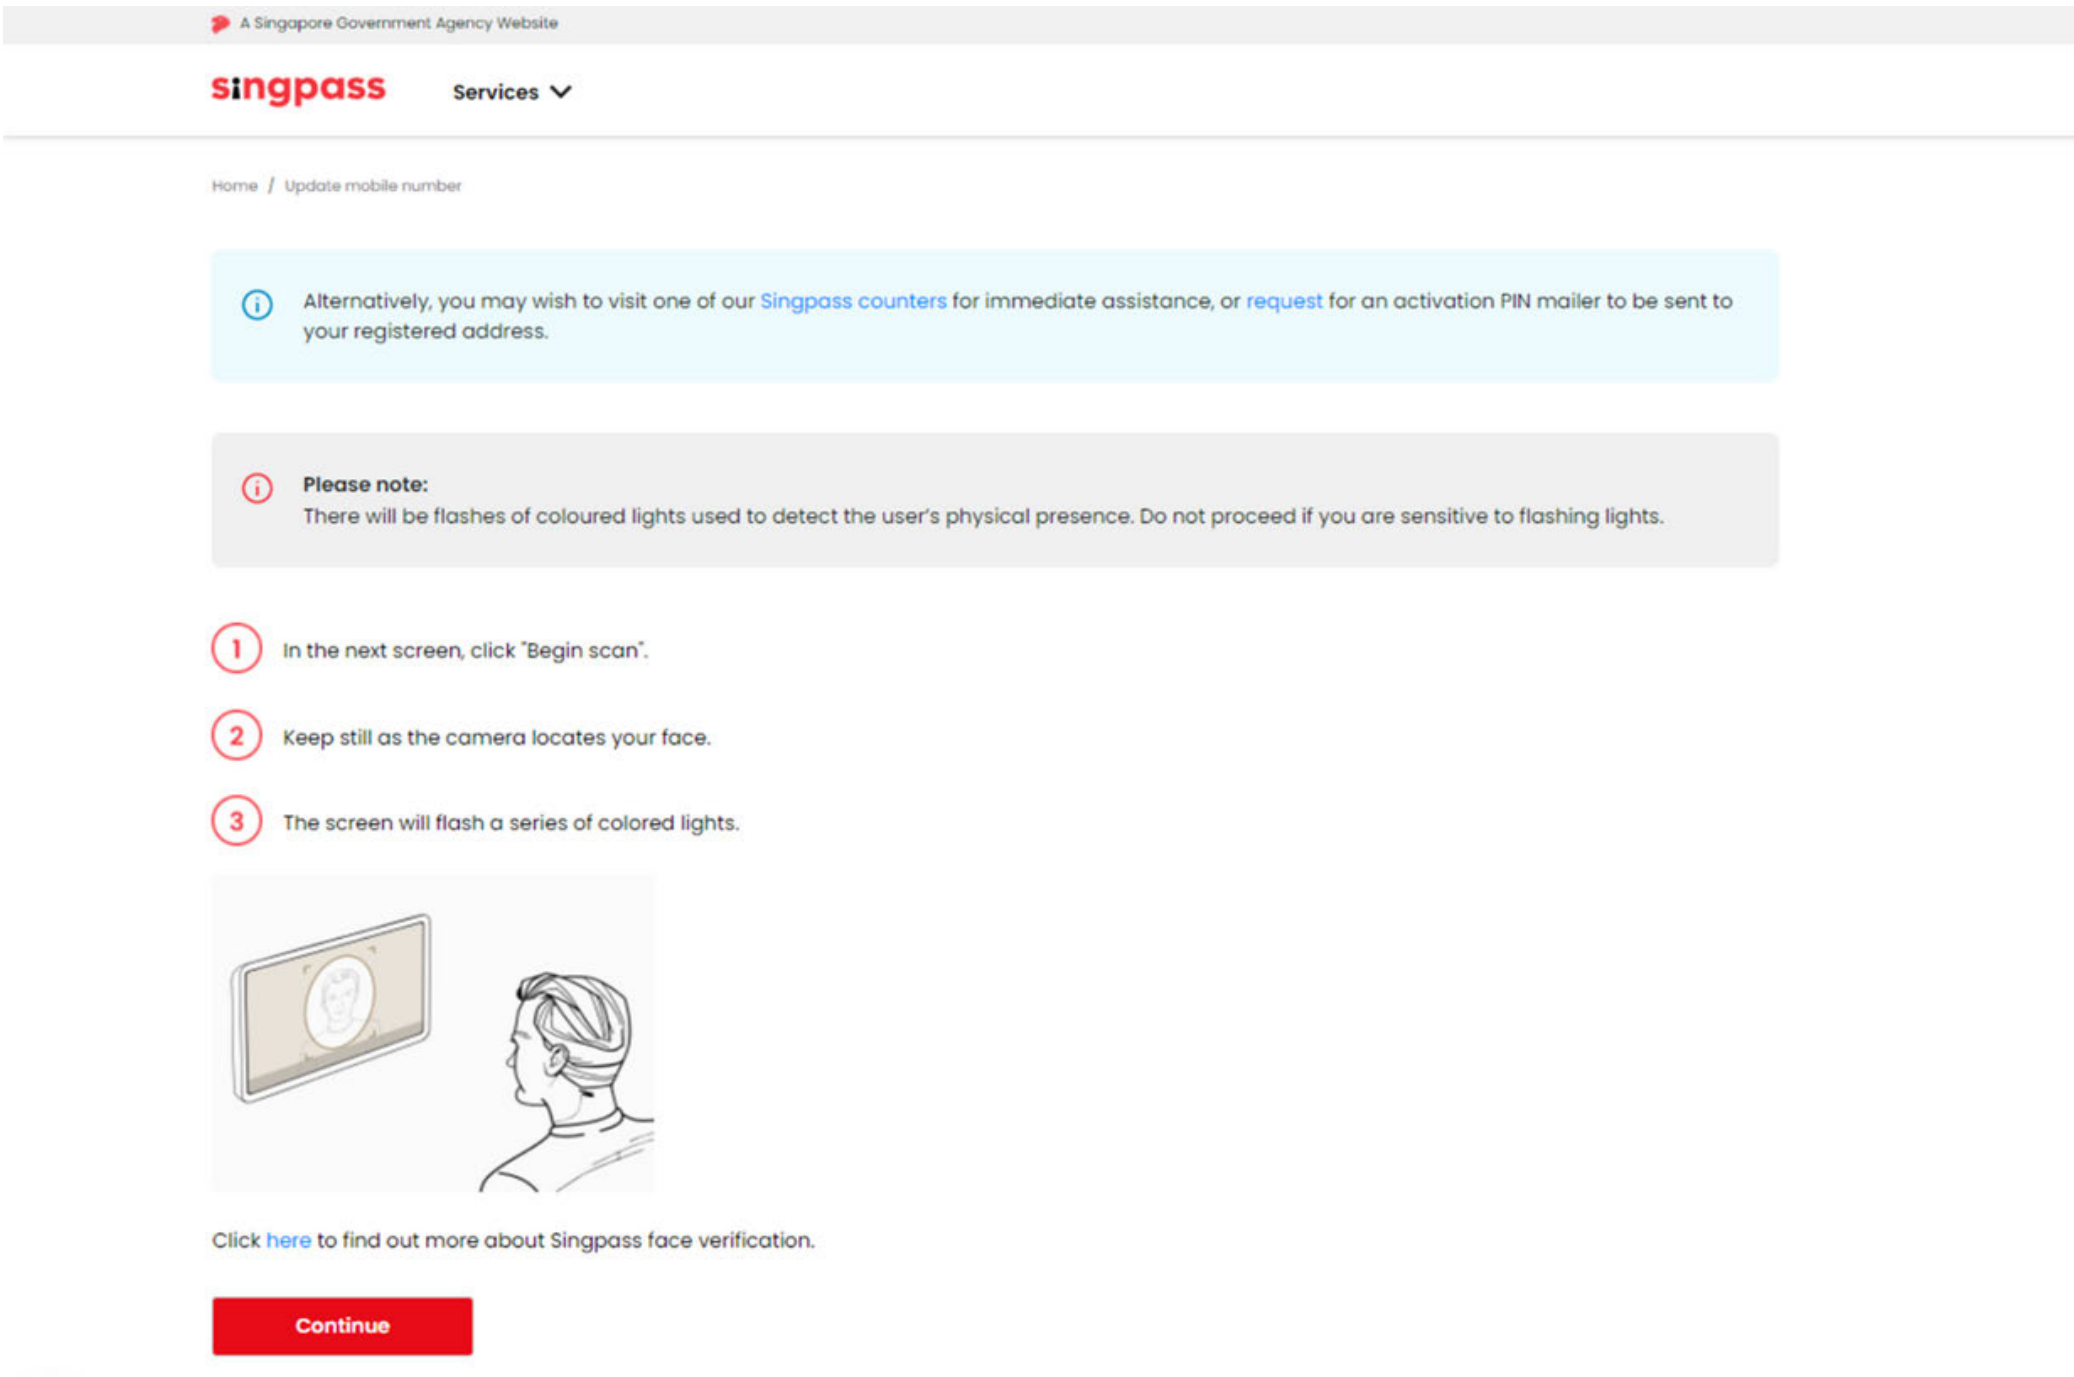 A Singapore Government Agency Website
singpass
Services
Home / Update mobile number
Alternatively, you may wish to visit one of our Singpass counters for immediate assistance, or request for an activation PIN mailer to be sent to
your registered address.
Please note:
There will be flashes of coloured lights used to detect the user's physical presence. Do not proceed if you are sensitive to flashing lights.
1 In the next screen, click "Begin scan".
2 Keep still as the camera locates your face.
3 The screen will flash a series of colored lights.
Click here to find out more about Singpass face verification.
Continue